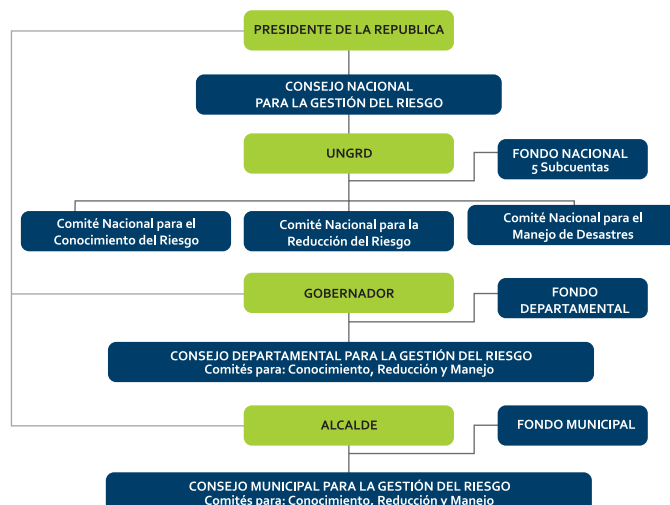 PRESIDENTE DE LA REPUBLICA
CONSEJO NACIONAL
PARA LA GESTIÓN DEL RIESGO
UNGRD
FONDO NACIONAL
5 Subcuentas
Comité Nacional para el
Conocimiento del Riesgo
Comité Nacional para la
Reducción del Riesgo
Comité Nacional para el
Manejo de Desastres
GOBERNADOR
FONDO
DEPARTAMENTAL
CONSEJO DEPARTAMENTAL PARA LA GESTIÓN DEL RIESGO
Comités para: Conocimiento, Reducción y Manejo
ALCALDE
FONDO MUNICIPAL
CONSEJO MUNICIPAL PARA LA GESTIÓN DEL RIESGO
Comités para: Conocimiento, Reducción y Manejo